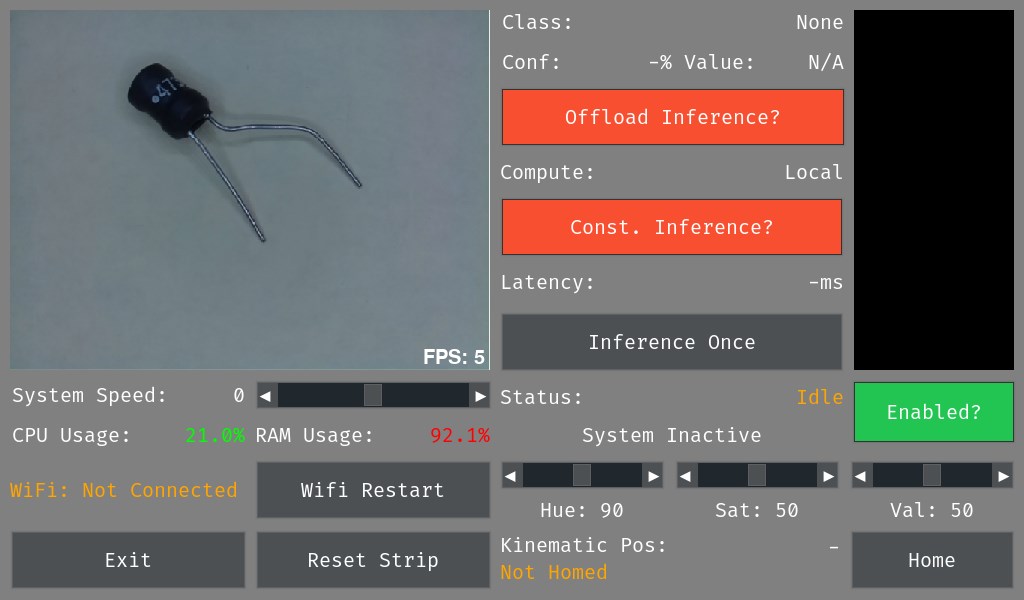 47
FPS: 5
Class: None
Conf: -% Value: N/A
Offload Inference?
Compute: Local
Const. Inference?
Latency: -ms
Inference Once
System Speed: 0
Status: Idle
Enabled?
CPU Usage: 21.0% RAM Usage: 92.1%
System Inactive
WiFi: Not Connected
Wifi Restart
Hue: 90
Sat: 50
Val: 50
Exit
Reset Strip
Kinematic Pos: -
Not Homed
Home